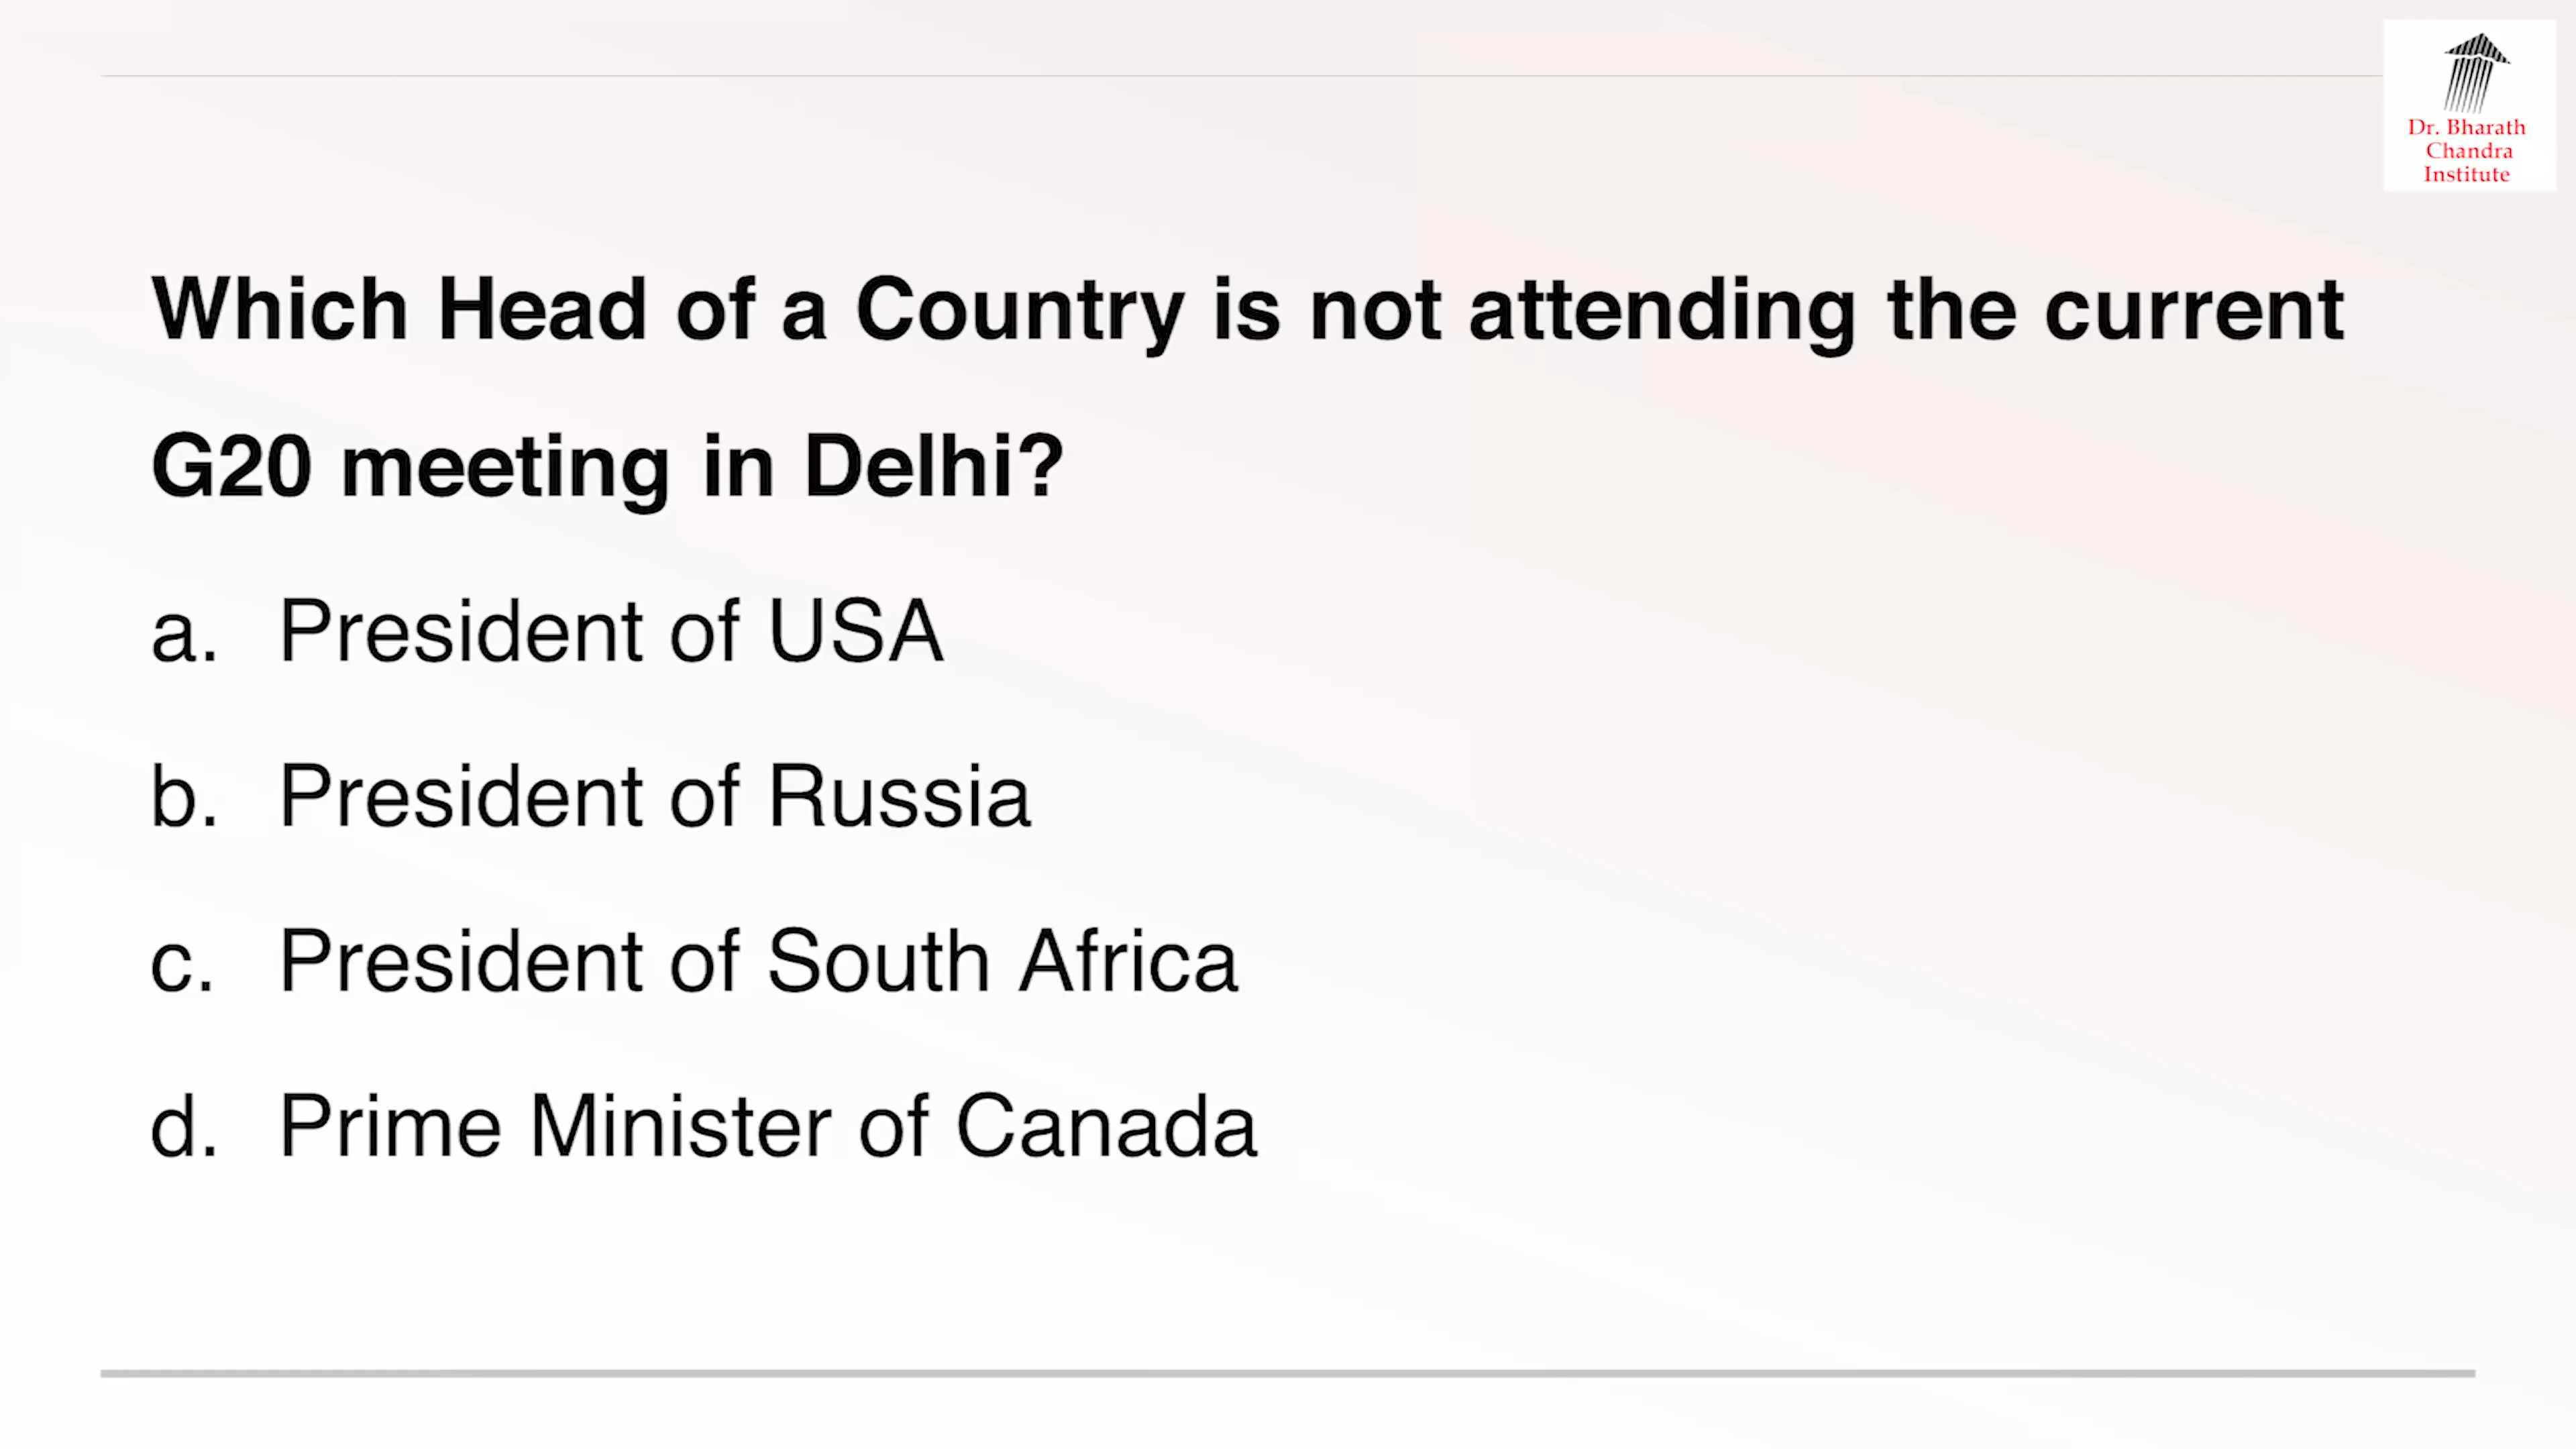 Dr. Bharath
Chandra
Institute
Which Head of a Country is not attending the current
G20 meeting in Delhi?
a. President of USA
b. President of Russia
c. President of South Africa
d. Prime Minister of Canada